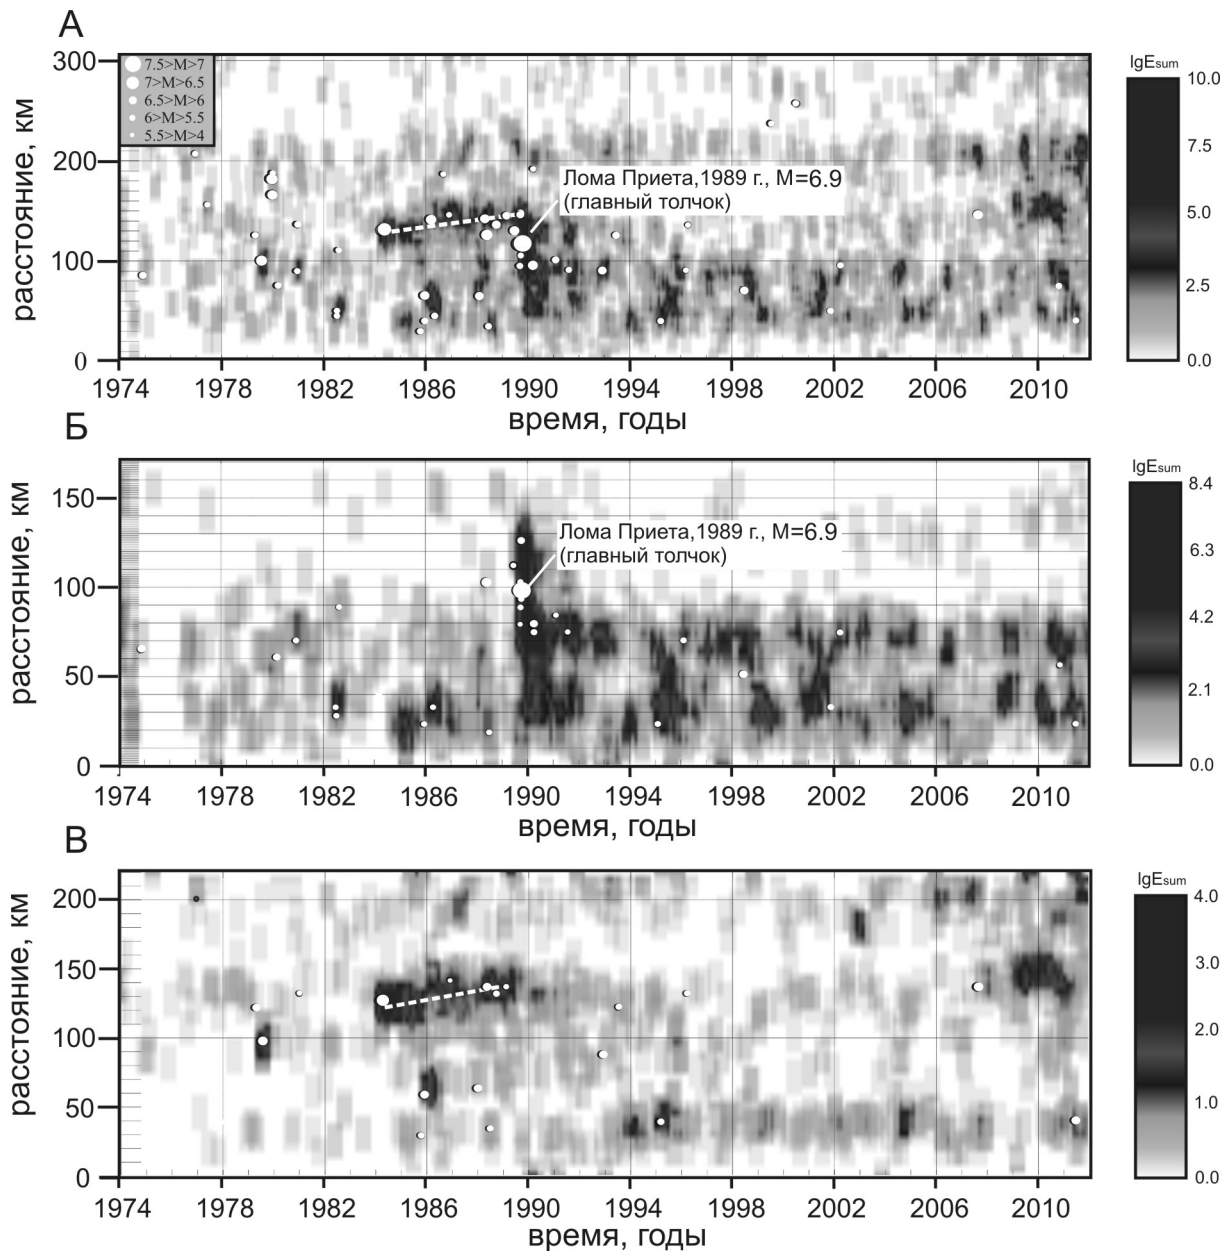 А
расстояние, км
300
200
100
0
7.5>M>7
7>M>6.5
6.5>M>6
6>M>5.5
5.5>M>4
Лома Приета,1989 г., М=6.9
(главный толчок)
1974 1978 1982 1986 1990 1994 1998 2002 2006 2010
время, годы
lgEsum
10.0
7.5
5.0
2.5
0.0
Б
расстояние, км
150
100
50
0
Лома Приета,1989 г., М=6.9
(главный толчок)
1974 1978 1982 1986 1990 1994 1998 2002 2006 2010
время, годы
lgEsum
8.4
6.3
4.2
2.1
0.0
В
расстояние, км
200
150
100
50
0
1974 1978 1982 1986 1990 1994 1998 2002 2006 2010
время, годы
lgEsum
4.0
3.0
2.0
1.0
0.0